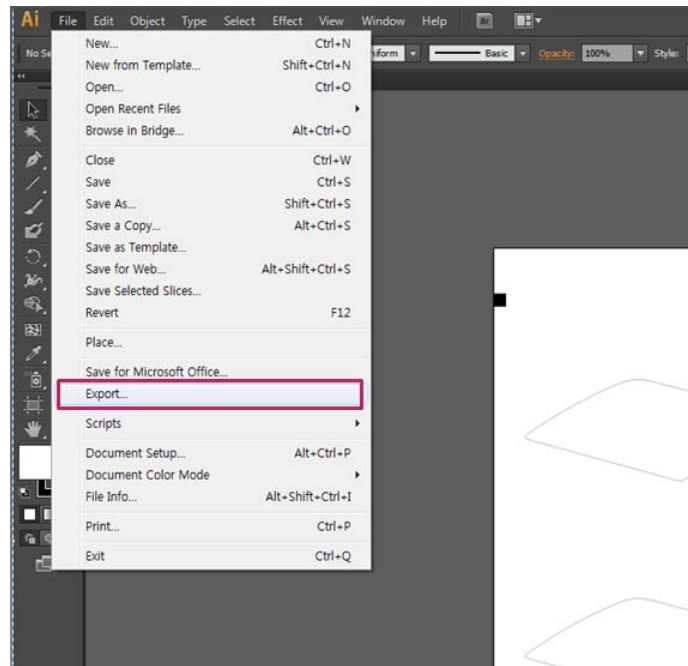 Ai File Edit Object Type Select Effect View Window Help Br
No Se
Basic Opacity: 100% Style:
New... Ctrl+N
New from Template... Shift+Ctrl+N
Open... Ctrl+O
Open Recent Files
Browse in Bridge... Alt+Ctrl+O
Close Ctrl+W
Save Ctrl+S
Save As... Shift+Ctrl+S
Save a Copy... Alt+Ctrl+S
Save as Template...
Save for Web... Alt+Shift+Ctrl+S
Save Selected Slices...
Revert F12
Place...
Save for Microsoft Office...
Export...
Scripts
Document Setup... Alt+Ctrl+P
Document Color Mode
File Info... Alt+Shift+Ctrl+I
Print... Ctrl+P
Exit Ctrl+Q